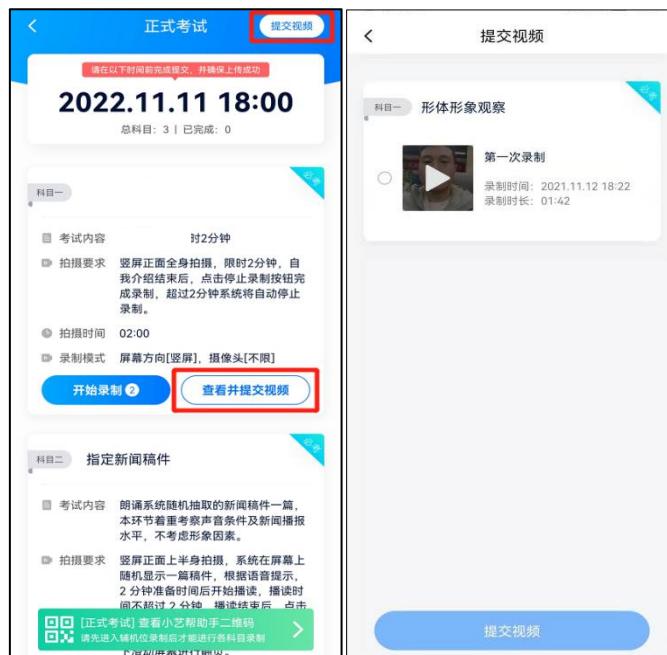 正式考试
提交视频
请在以下时间前完成提交，并确保上传成功
2022.11.11 18:00
总科目：3 | 已完成：0
必考
科目一
考试内容
时2分钟
拍摄要求
竖屏正面全身拍摄，限时2分钟，自
我介绍结束后，点击停止录制按钮完
成录制，超过2分钟系统将自动停止
录制。
拍摄时间 02:00
录制模式 屏幕方向[竖屏]，摄像头[不限]
开始录制 2
查看并提交视频
必考
科目二 指定新闻稿件
考试内容
朗诵系统随机抽取的新闻稿件一篇，
本环节着重考察声音条件及新闻播报
水平，不考虑形象因素。
拍摄要求
竖屏正面上半身拍摄，系统在屏幕上
随机显示一篇稿件，根据语音提示，
2 分钟准备时间后开始播读，播读时
间不超过 2 分钟，播读结束后，点击
[正式考试] 查看小艺帮助手二维码
请先进入辅机位录制后才能进行各科目录制
提交视频
必考
科目一 形体形象观察
第一次录制
录制时间：2021.11.12 18:22
录制时长：01:42
提交视频